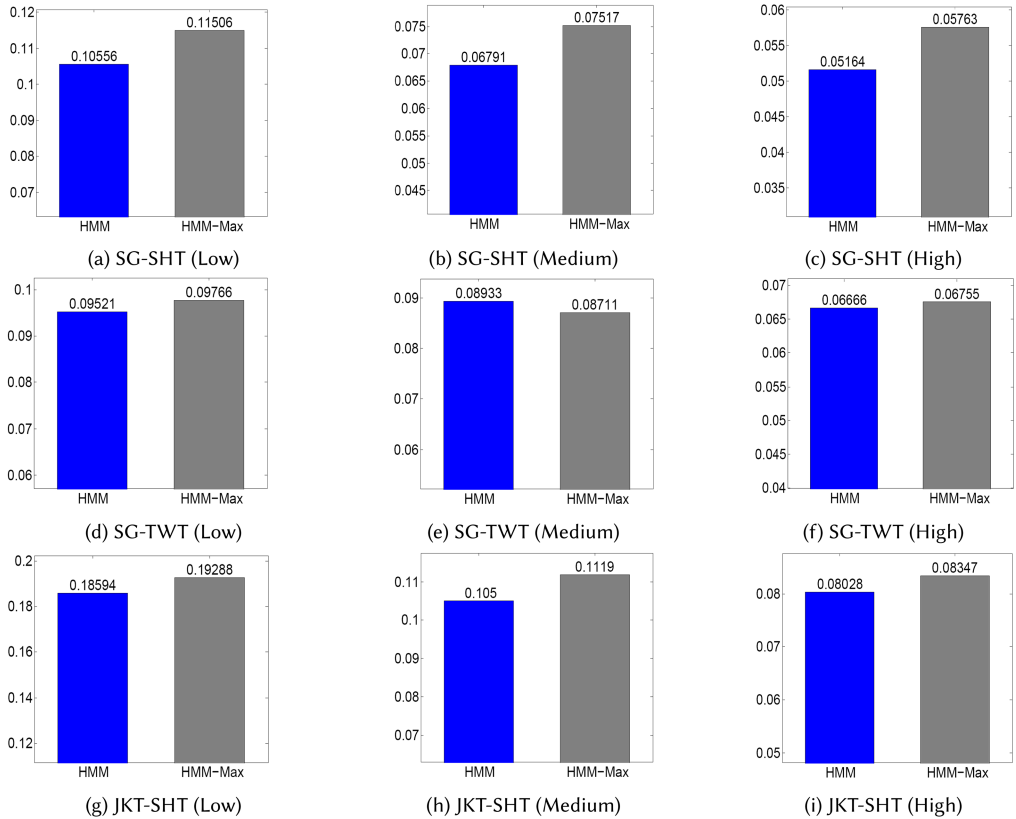 0.12
0.11
0.1
0.09
0.08
0.07
0.10556
0.11506
HMM
HMM-Max
(a) SG-SHT (Low)
0.075
0.07
0.065
0.06
0.055
0.05
0.045
0.06791
0.07517
HMM
HMM-Max
(b) SG-SHT (Medium)
0.06
0.055
0.05
0.045
0.04
0.035
0.05164
0.05763
HMM
HMM-Max
(c) SG-SHT (High)
0.1
0.09
0.08
0.07
0.06
0.09521
0.09766
HMM
HMM-Max
(d) SG-TWT (Low)
0.09
0.08
0.07
0.06
0.08933
0.08711
HMM
HMM-Max
(e) SG-TWT (Medium)
0.07
0.065
0.06
0.055
0.05
0.045
0.04
0.06666
0.06755
HMM
HMM-Max
(f) SG-TWT (High)
0.2
0.18
0.16
0.14
0.12
0.18594
0.19288
HMM
HMM-Max
(g) JKT-SHT (Low)
0.11
0.1
0.09
0.08
0.07
0.105
0.1119
HMM
HMM-Max
(h) JKT-SHT (Medium)
0.08
0.07
0.06
0.05
0.08028
0.08347
HMM
HMM-Max
(i) JKT-SHT (High)